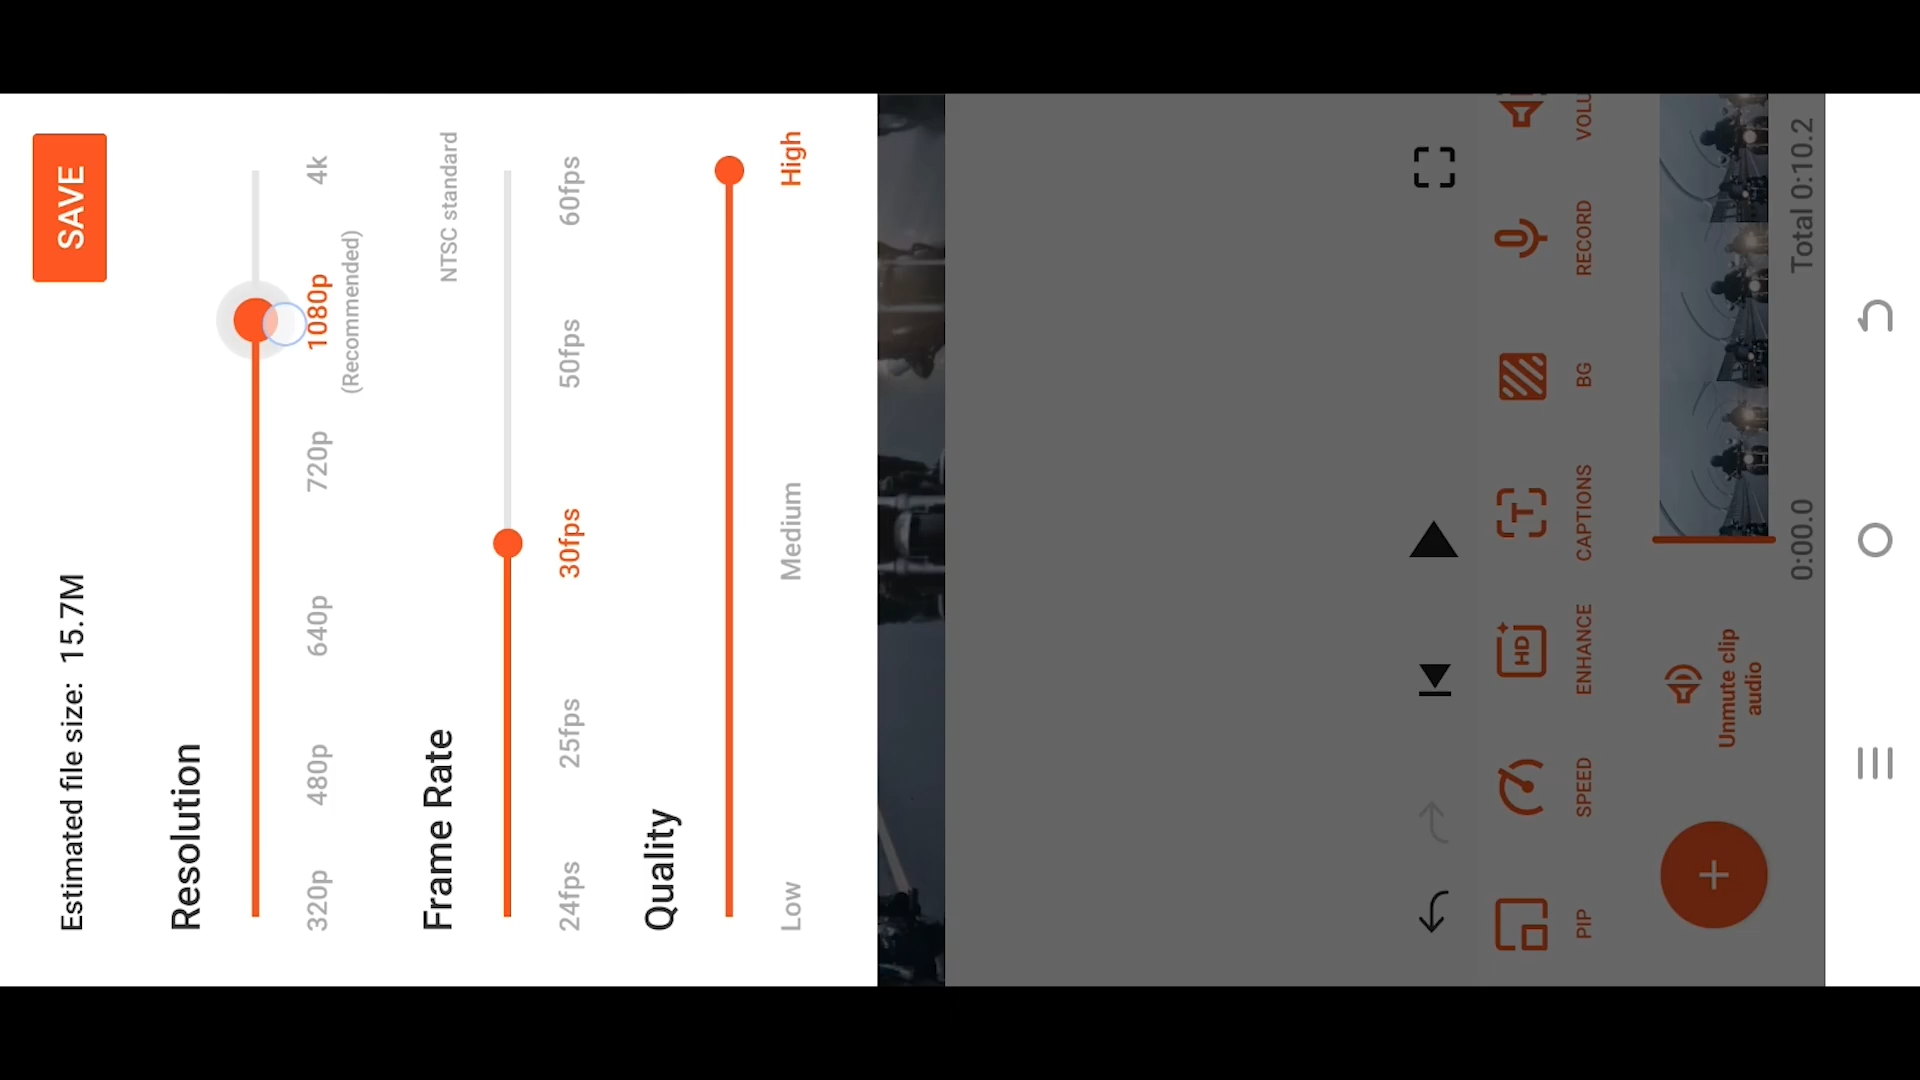 Estimated file size: 15.7M
SAVE
Resolution
320p 480p 640p 720p 1080p 4k
(Recommended)
Frame Rate
NTSC standard
24fps 25fps 30fps 50fps 60fps
Quality
Low Medium High
PIP SPEED ENHANCE CAPTIONS BG RECORD VOLU
HD
T
Unmute clip
audio
0:00.0 Total 0:10.2